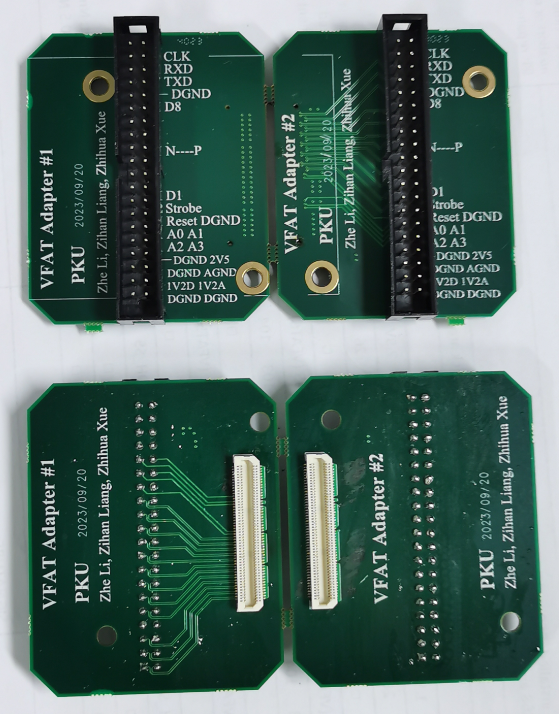 VFAT Adapter #1
PKU 2023/09/20
Zhe Li, Zihan Liang, Zhihua Xue
CLK
RXD
TXD
DGND
D8
N----P
D1
Strobe
Reset DGND
A0 A1
A2 A3
DGND 2V5
DGND AGND
1V2D 1V2A
DGND DGND
VFAT Adapter #2
PKU 2023/09/20
Zhe Li, Zihan Liang, Zhihua Xue
CLK
RXD
TXD
DGND
D8
N----P
D1
Strobe
Reset DGND
A0 A1
A2 A3
DGND 2V5
DGND AGND
1V2D 1V2A
DGND DGND
VFAT Adapter #1
PKU 2023/09/20
Zhe Li, Zihan Liang, Zhihua Xue
VFAT Adapter #2
PKU 2023/09/20
Zhe Li, Zihan Liang, Zhihua Xue